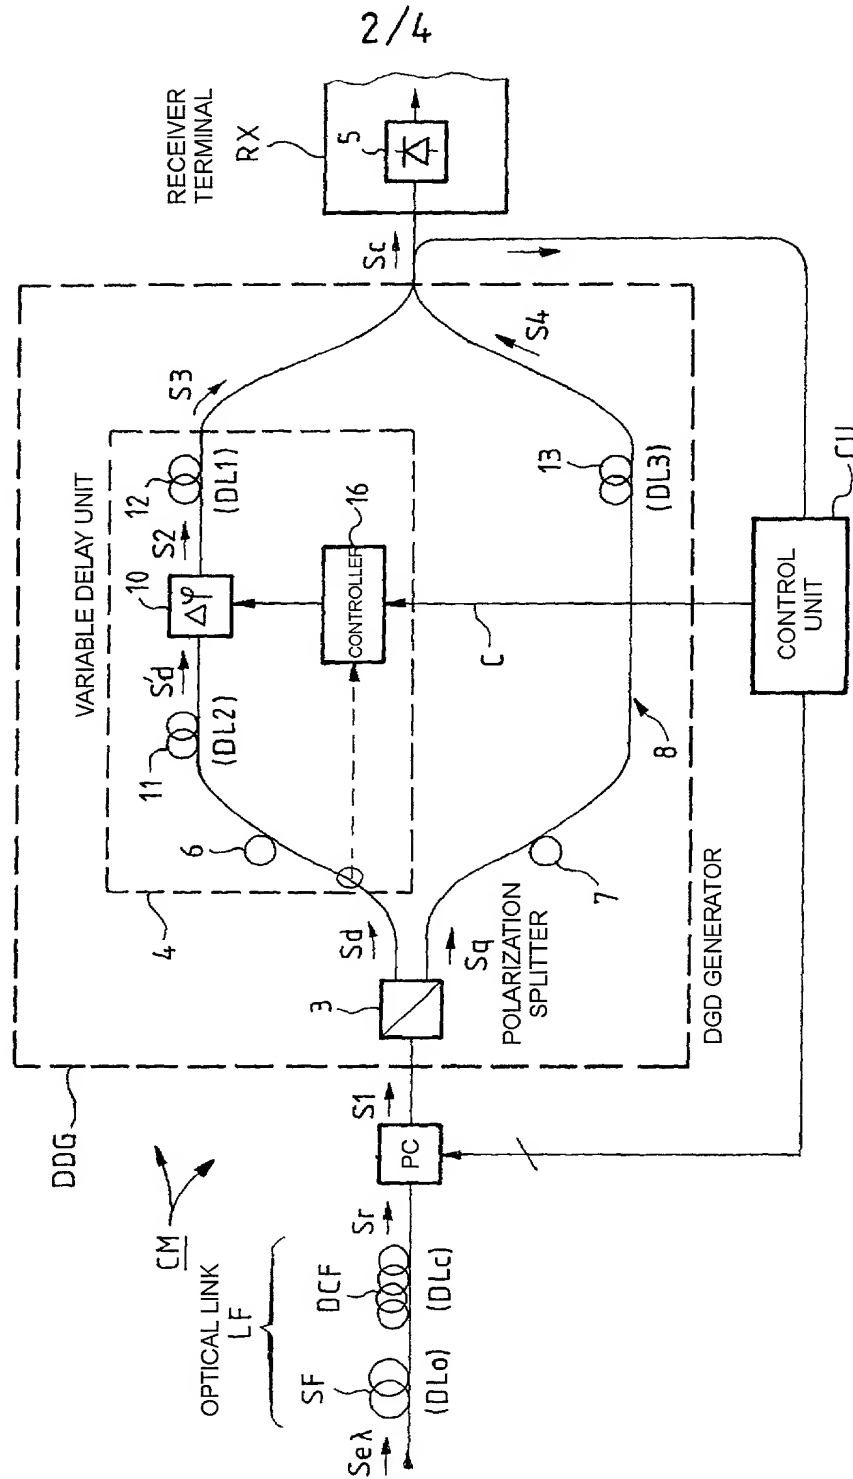 2/4
RECEIVER
TERMINAL
RX
5
Sc
S3
S4
VARIABLE DELAY UNIT
12
(DL1)
S2
10
Δφ
S'd
11
(DL2)
6
16
CONTROLLER
C
13
(DL3)
8
7
4
Sd
Sq
3
POLARIZATION
SPLITTER
DGD GENERATOR
DDG
CONTROL
UNIT
CU
S1
PC
Sr
CM
OPTICAL LINK
LF
DCF
(DLc)
SF
(DLo)
Seλ